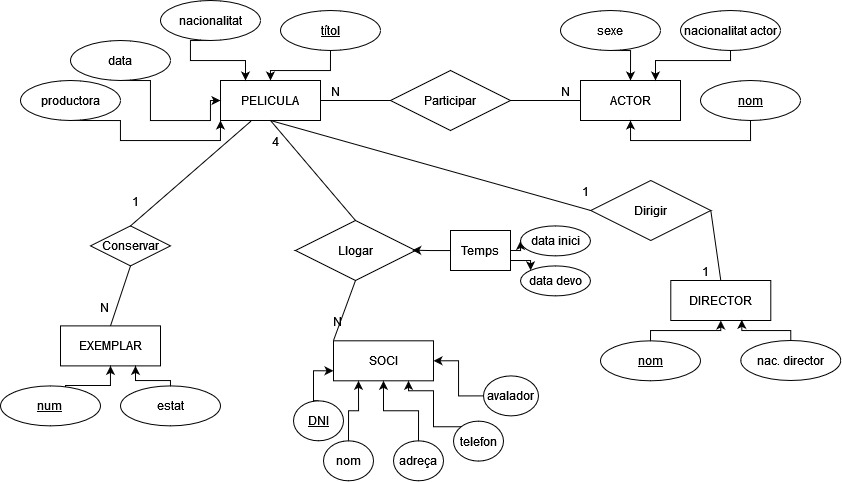 nacionalitat
títol
sexe
nacionalitat actor
data
productora
PELICULA
N
Participar
N
ACTOR
nom
4
1
1
Conservar
Llogar
Temps
data inici
data devo
Dirigir
N
N
1
EXEMPLAR
SOCI
DIRECTOR
num
estat
DNI
nom
adreça
telefon
avalador
nom
nac. director